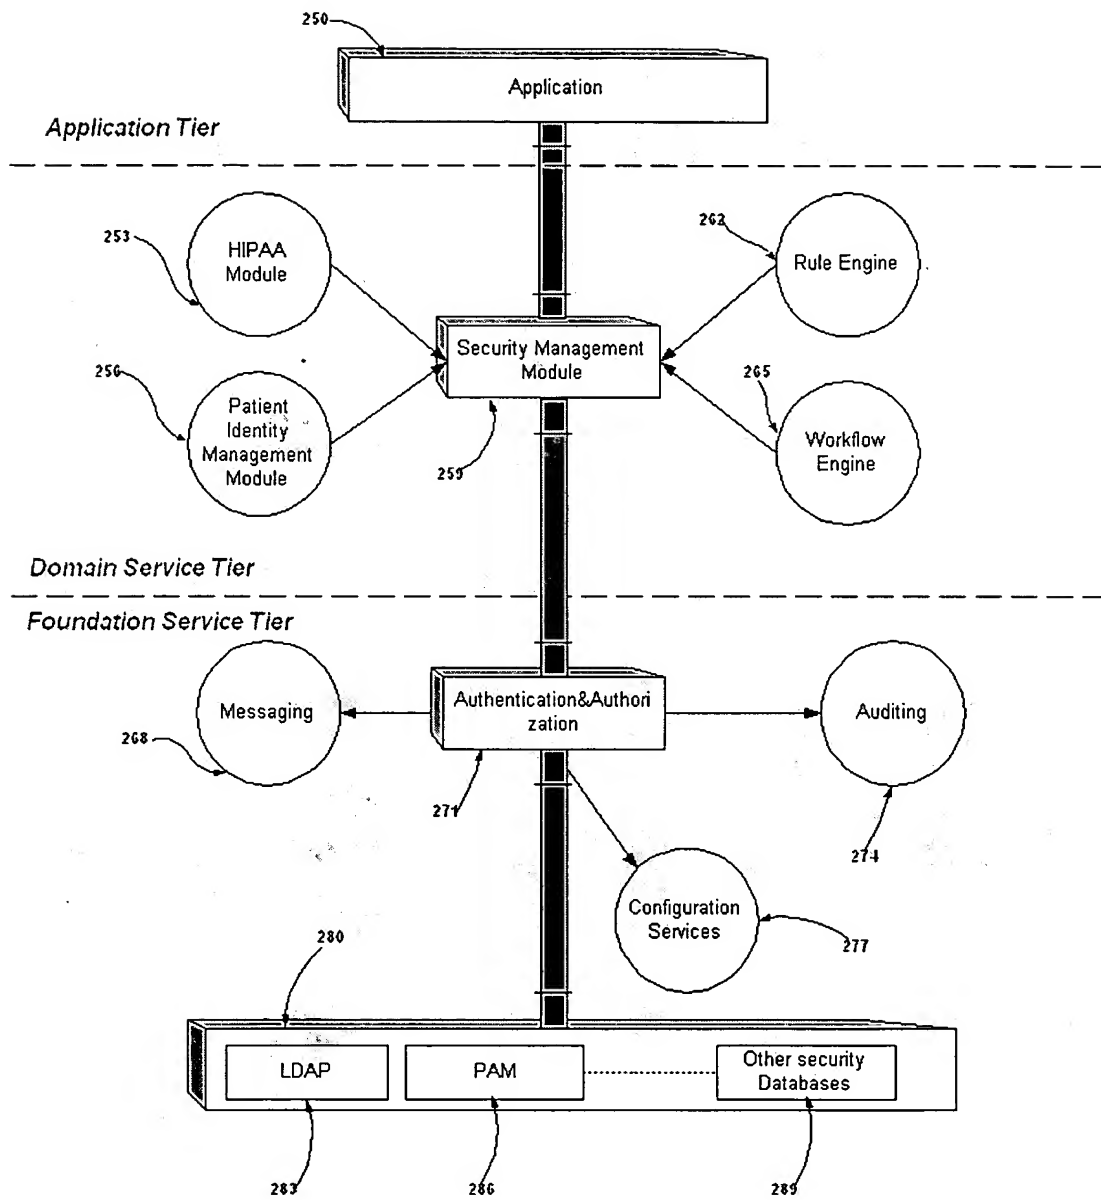 250
Application
Application Tier
253
HIPAA
Module
262
Rule Engine
Security Management
Module
256
Patient
Identity
Management
Module
265
Workflow
Engine
259
Domain Service Tier
Foundation Service Tier
Messaging
Authentication&Authori
zation
Auditing
268
271
274
Configuration
Services
277
280
LDAP
PAM
Other security
Databases
283
286
289